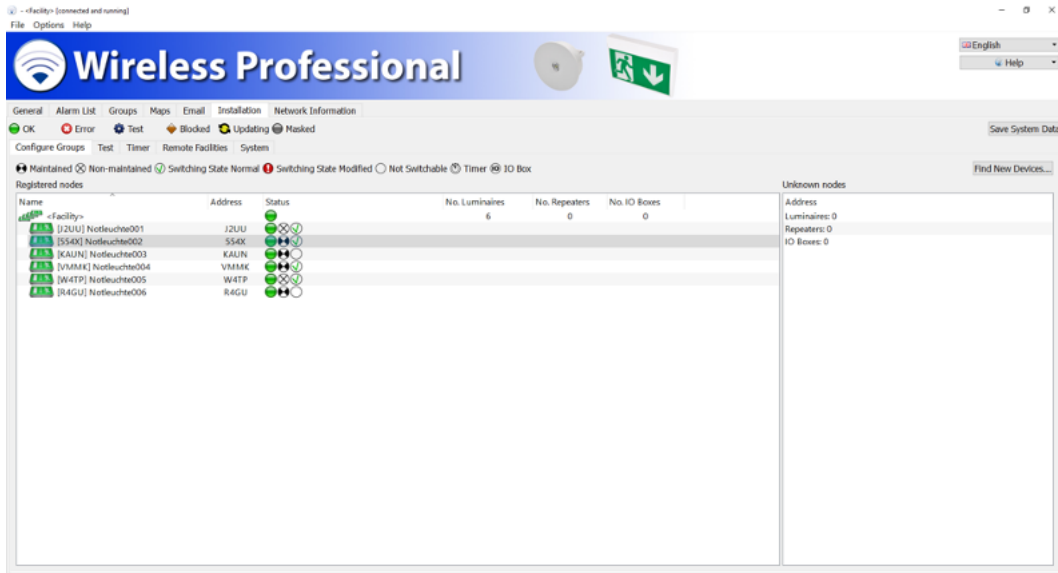 - <Facility> [connected and running]
File Options Help
Wireless Professional
English
Help
General Alarm List Groups Maps Email Installation Network Information
OK Error Test Blocked Updating Masked
Save System Data
Configure Groups Test Timer Remote Facilities System
Maintained Non-maintained Switching State Normal Switching State Modified Not Switchable Timer IO Box
Find New Devices...
Registered nodes
Unknown nodes
Name Address Status No. Luminaires No. Repeaters No. IO Boxes
Address
<Facility> 6 0 0
Luminaires: 0
[J2UU] Notleuchte001 J2UU
Repeaters: 0
[554X] Notleuchte002 554X
IO Boxes: 0
[KAUN] Notleuchte003 KAUN
[VMMK] Notleuchte004 VMMK
[W4TP] Notleuchte005 W4TP
[R4GU] Notleuchte006 R4GU